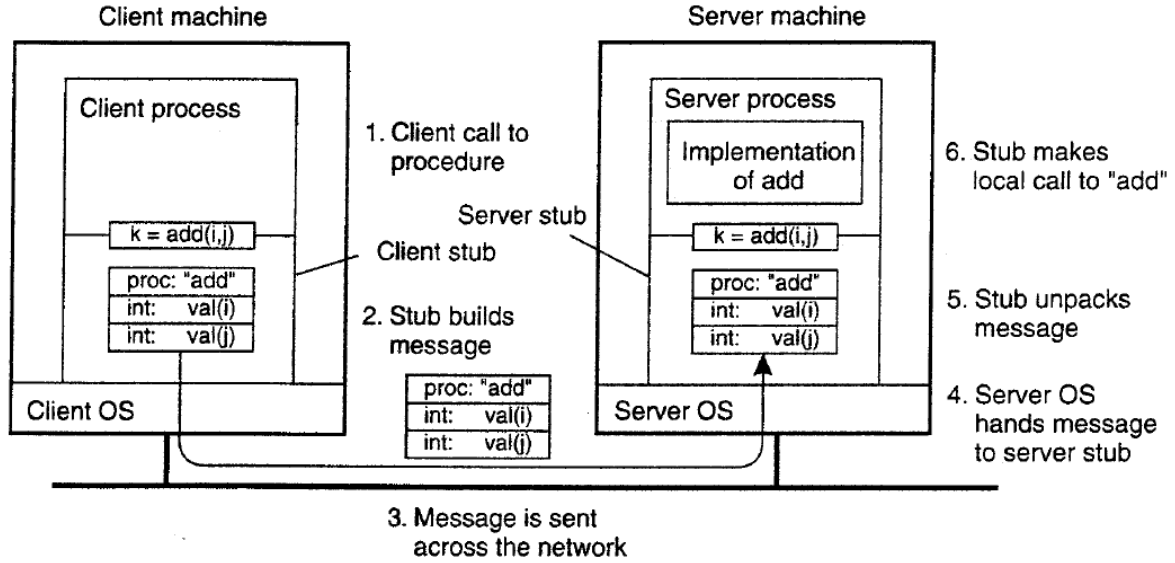 Client machine
Server machine
Client process
1. Client call to
procedure
Server process
Implementation
of add
6. Stub makes
local call to "add"
Server stub
k = add(i,j)
Client stub
k = add(i,j)
proc: "add"
int: val(i)
int: val(j)
2. Stub builds
message
proc: "add"
int: val(i)
int: val(j)
5. Stub unpacks
message
proc: "add"
int: val(i)
int: val(j)
Client OS
Server OS
4. Server OS
hands message
to server stub
3. Message is sent
across the network